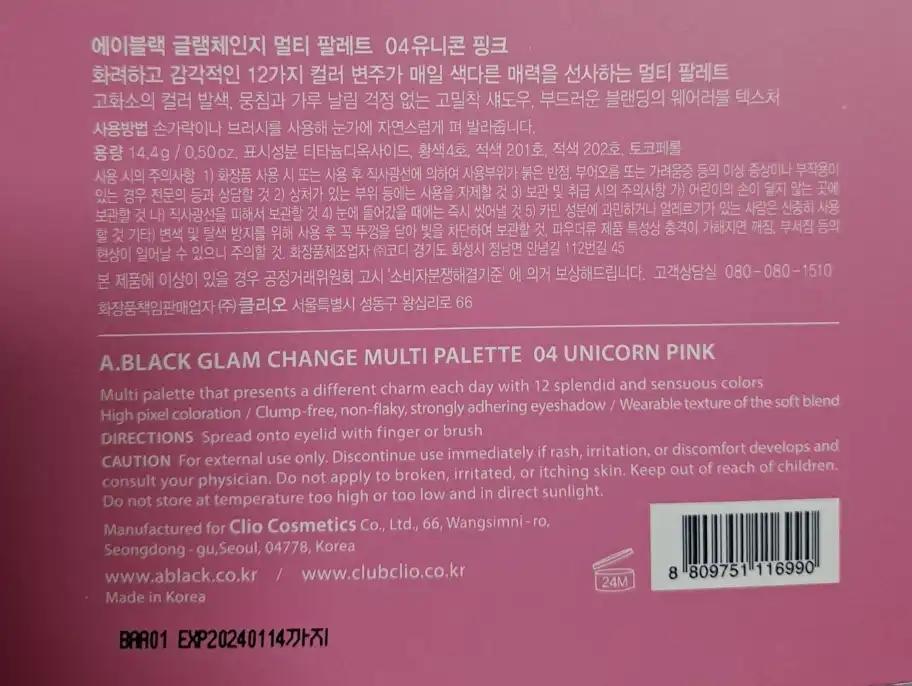 에이블랙 글램체인지 멀티 팔레트 04유니콘 핑크
화려하고 감각적인 12가지 컬러 변주가 매일 색다른 매력을 선사하는 멀티 팔레트
고화소의 컬러 발색, 뭉침과 가루 날림 걱정 없는 고밀착 섀도우, 부드러운 블랜딩의 웨어러블 텍스처
사용방법 손가락이나 브러시를 사용해 눈가에 자연스럽게 펴 발라줍니다.
용량 14.4g / 0.50oz. 표시성분 티타늄디옥사이드, 황색4호, 적색 201호, 적색 202호, 토코페롤
사용 시의 주의사항 1) 화장품 사용 시 또는 사용 후 직사광선에 의하여 사용부위가 붉은 반점, 부어오름 또는 가려움증 등의 이상 증상이나 부작용이
있는 경우 전문의 등과 상담할 것 2) 상처가 있는 부위 등에는 사용을 자제할 것 3) 보관 및 취급 시의 주의사항 가) 어린이의 손이 닿지 않는 곳에
보관할 것 나) 직사광선을 피해서 보관할 것 4) 눈에 들어갔을 때에는 즉시 씻어낼 것 5) 카민 성분에 과민하거나 알레르기가 있는 사람은 신중히 사용
할 것 기타) 변색 및 탈색 방지를 위해 사용 후 꼭 뚜껑을 닫아 빛을 차단하여 보관할 것, 파우더류 제품 특성상 충격이 가해지면 깨짐, 부서짐 등의
현상이 일어날 수 있으니 주의할 것. 화장품제조업자 ㈜코디 경기도 화성시 정남면 안녕길 112번길 45
본 제품에 이상이 있을 경우 공정거래위원회 고시 '소비자분쟁해결기준' 에 의거 보상해드립니다. 고객상담실 080-080-1510
화장품책임판매업자 ㈜클리오 서울특별시 성동구 왕십리로 66
A.BLACK GLAM CHANGE MULTI PALETTE 04 UNICORN PINK
Multi palette that presents a different charm each day with 12 splendid and sensuous colors
High pixel coloration / Clump-free, non-flaky, strongly adhering eyeshadow / Wearable texture of the soft blend
DIRECTIONS Spread onto eyelid with finger or brush
CAUTION For external use only. Discontinue use immediately if rash, irritation, or discomfort develops and
consult your physician. Do not apply to broken, irritated, or itching skin. Keep out of reach of children.
Do not store at temperature too high or too low and in direct sunlight.
Manufactured for Clio Cosmetics Co., Ltd., 66, Wangsimni-ro,
Seongdong-gu,Seoul, 04778, Korea
www.ablack.co.kr / www.clubclio.co.kr
Made in Korea
24M
8 809751 116990
BAR01 EXP20240114까지